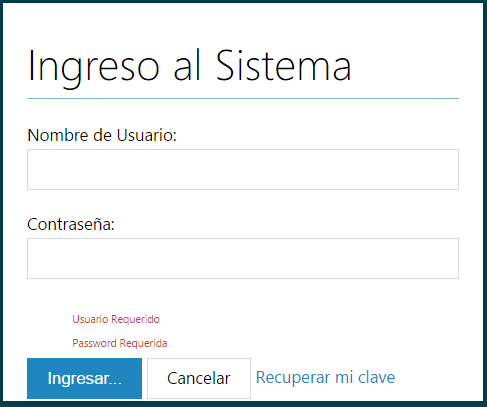 Ingreso al Sistema
Nombre de Usuario:
Contraseña:
Usuario Requerido
Password Requerida
Ingresar... Cancelar Recuperar mi clave